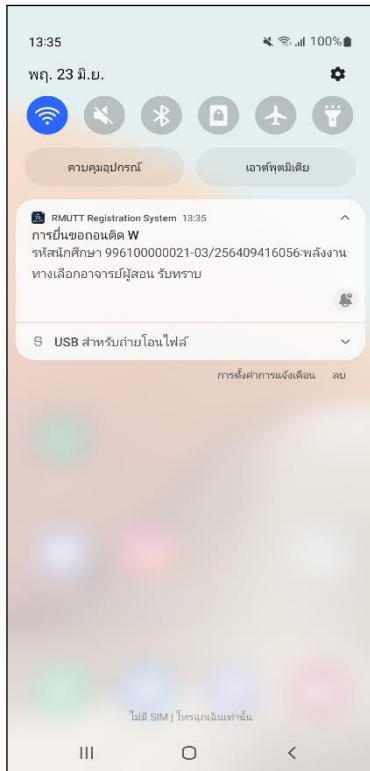 13:35
100%
พฤ. 23 มิ.ย.
ควบคุมอุปกรณ์
เอาต์พุตมิเดีย
RMUTT Registration System 13:35
การยื่นขอถอนติด W
รหัสนักศึกษา 996100000021-03/256409416056:พลังงาน
ทางเลือกอาจารย์ผู้สอน รับทราบ
USB สำหรับถ่ายโอนไฟล์
การตั้งค่าการแจ้งเตือน
ลบ
ไม่มี SIM | โทรฉุกเฉินเท่านั้น